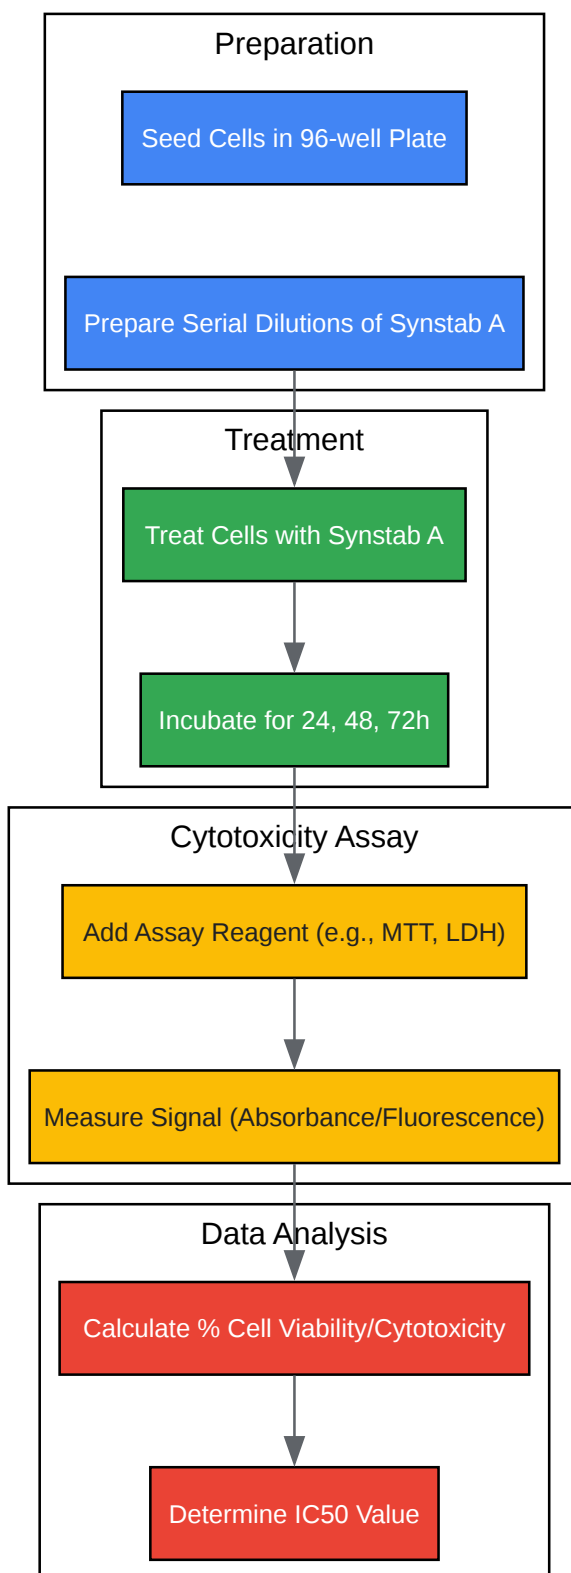 Preparation
Seed Cells in 96-well Plate
Prepare Serial Dilutions of Synstab A
Treatment
Treat Cells with Synstab A
Incubate for 24, 48, 72h
Cytotoxicity Assay
Add Assay Reagent (e.g., MTT, LDH)
Measure Signal (Absorbance/Fluorescence)
Data Analysis
Calculate % Cell Viability/Cytotoxicity
Determine IC50 Value